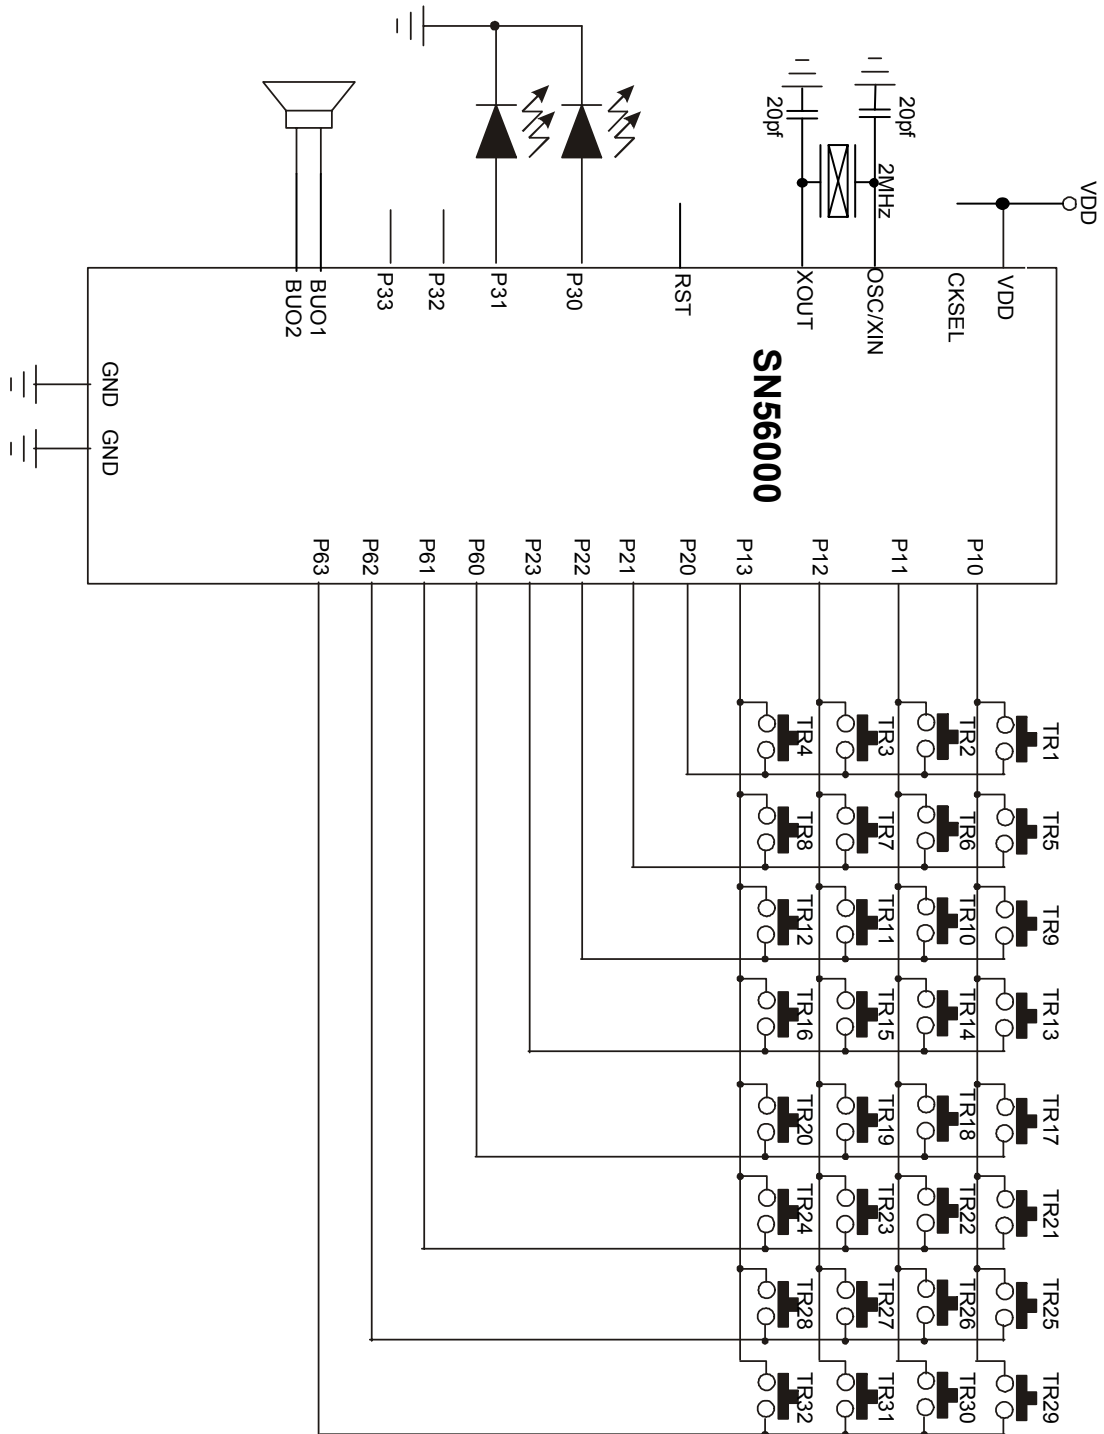 VDD
20pf
20pf
2MHz
VDD
CKSEL
OSC/XIN
XOUT
RST
P30
P31
P32
P33
BUO1
BUO2
SN56000
GND
GND
P10
P11
P12
P13
P20
P21
P22
P23
P60
P61
P62
P63
TR1
TR2
TR3
TR4
TR5
TR6
TR7
TR8
TR9
TR10
TR11
TR12
TR13
TR14
TR15
TR16
TR17
TR18
TR19
TR20
TR21
TR22
TR23
TR24
TR25
TR26
TR27
TR28
TR29
TR30
TR31
TR32